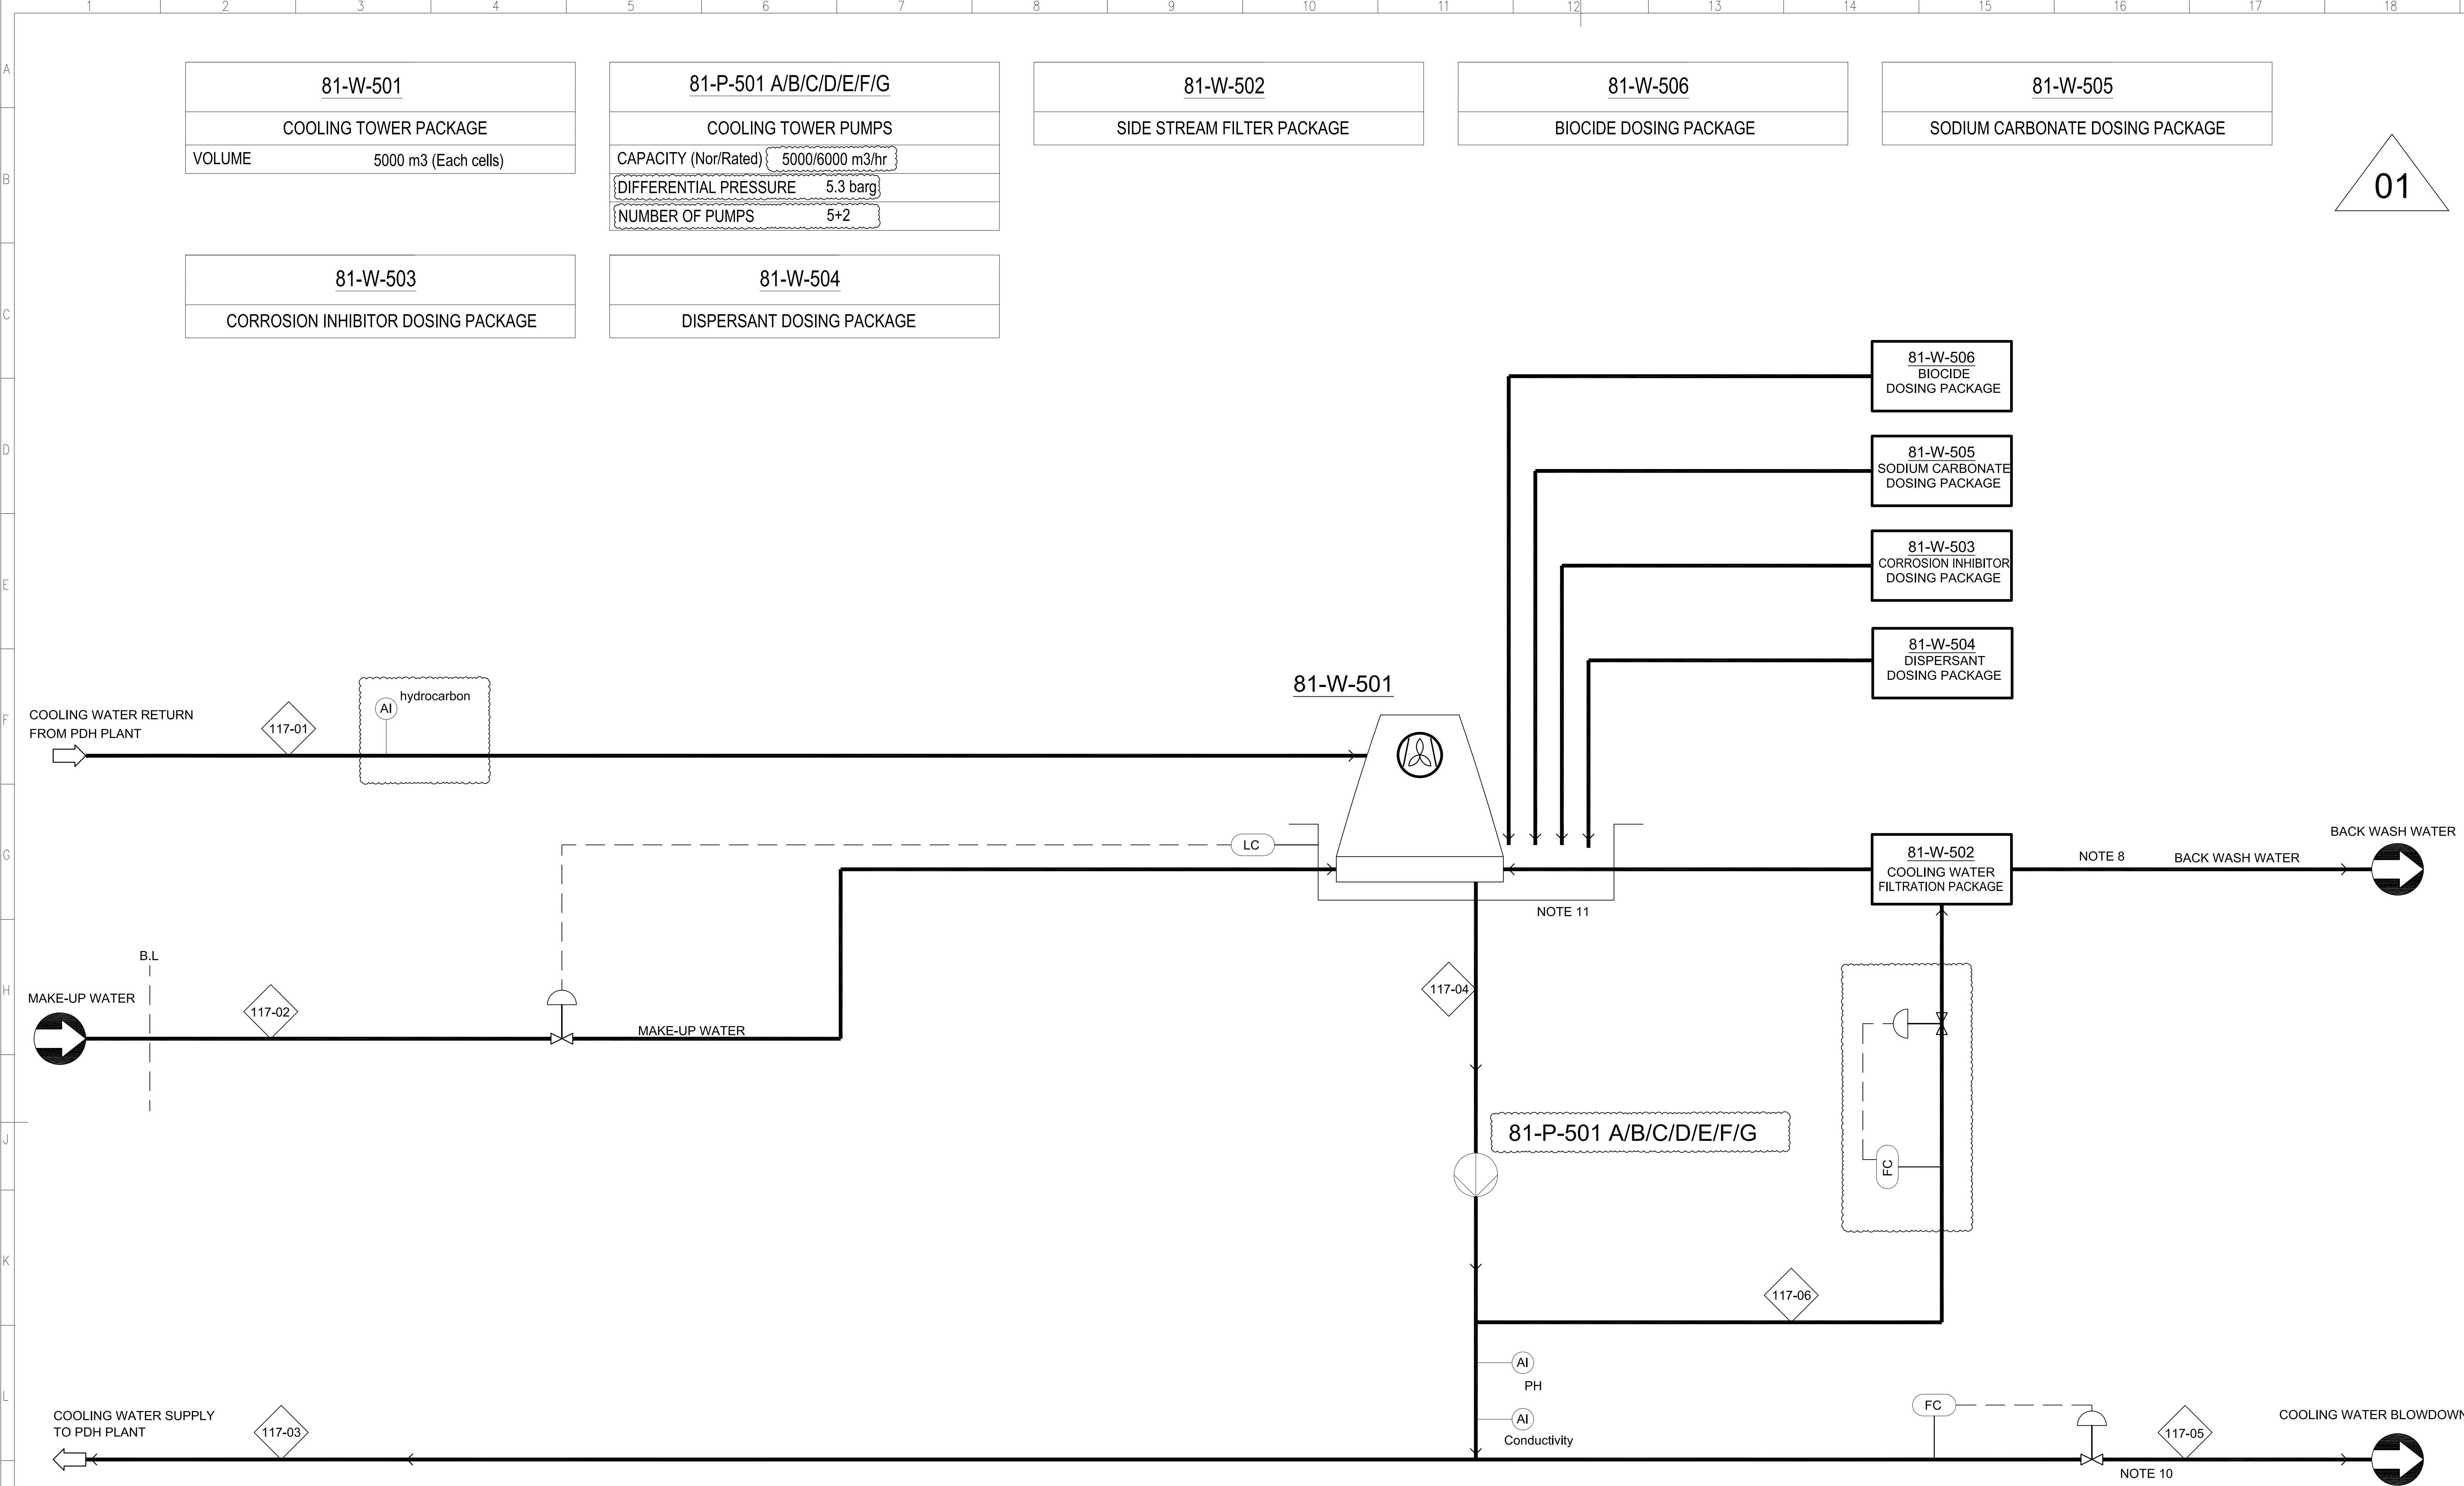 1 2 3 4 5 6 7 8 9 10 11 12 13 14 15 16 17 18
A
B
C
D
E
F
G
H
J
K
L
81-W-501
COOLING TOWER PACKAGE
VOLUME 5000 m3 (Each cells)
81-P-501 A/B/C/D/E/F/G
COOLING TOWER PUMPS
CAPACITY (Nor/Rated) 5000/6000 m3/hr
DIFFERENTIAL PRESSURE 5.3 barg
NUMBER OF PUMPS 5+2
81-W-502
SIDE STREAM FILTER PACKAGE
81-W-506
BIOCIDE DOSING PACKAGE
81-W-505
SODIUM CARBONATE DOSING PACKAGE
01
81-W-503
CORROSION INHIBITOR DOSING PACKAGE
81-W-504
DISPERSANT DOSING PACKAGE
81-W-506
BIOCIDE
DOSING PACKAGE
81-W-505
SODIUM CARBONATE
DOSING PACKAGE
81-W-503
CORROSION INHIBITOR
DOSING PACKAGE
81-W-504
DISPERSANT
DOSING PACKAGE
81-W-501
COOLING WATER RETURN
FROM PDH PLANT
117-01
AI
hydrocarbon
LC
81-W-502
COOLING WATER
FILTRATION PACKAGE
NOTE 8
BACK WASH WATER
BACK WASH WATER
NOTE 11
B.L
MAKE-UP WATER
117-02
MAKE-UP WATER
117-04
81-P-501 A/B/C/D/E/F/G
FC
117-06
AI
PH
AI
Conductivity
COOLING WATER SUPPLY
TO PDH PLANT
117-03
FC
117-05
NOTE 10
COOLING WATER BLOWDOWN